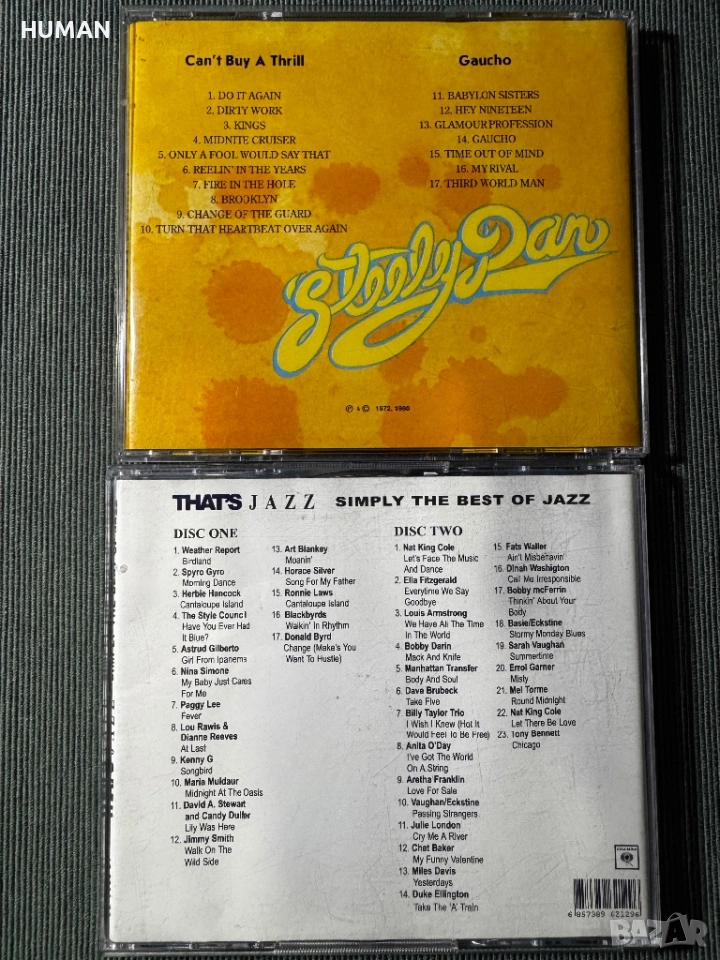 HUMAN
Can't Buy A Thrill
1. DO IT AGAIN
2. DIRTY WORK
3. KINGS
4. MIDNITE CRUISER
5. ONLY A FOOL WOULD SAY THAT
6. REELIN' IN THE YEARS
7. FIRE IN THE HOLE
8. BROOKLYN
9. CHANGE OF THE GUARD
10. TURN THAT HEARTBEAT OVER AGAIN
Gaucho
11. BABYLON SISTERS
12. HEY NINETEEN
13. GLAMOUR PROFESSION
14. GAUCHO
15. TIME OUT OF MIND
16. MY RIVAL
17. THIRD WORLD MAN
Steely Dan
℗ & © 1972, 1980
THAT'S JAZZ SIMPLY THE BEST OF JAZZ
DISC ONE
1. Weather Report
Birdland
2. Spyro Gyro
Morning Dance
3. Herbie Hancock
Cantaloupe Island
4. The Style Council
Have You Ever Had
It Blue?
5. Astrud Gilberto
Girl From Ipanema
6. Nina Simone
My Baby Just Cares
For Me
7. Peggy Lee
Fever
8. Lou Rawls &
Dianne Reeves
At Last
9. Kenny G
Songbird
10. Maria Muldaur
Midnight At The Oasis
11. David A. Stewart
and Candy Dulfer
Lily Was Here
12. Jimmy Smith
Walk On The
Wild Side
13. Art Blankey
Moanin'
14. Horace Silver
Song For My Father
15. Ronnie Laws
Cantaloupe Island
16. Blackbyrds
Walkin' In Rhythm
17. Donald Byrd
Change (Make's You
Want To Hustle)
DISC TWO
1. Nat King Cole
Let's Face The Music
And Dance
2. Ella Fitzgerald
Everytime We Say
Goodbye
3. Louis Armstrong
We Have All The Time
In The World
4. Bobby Darin
Mack And Knife
5. Manhattan Transfer
Body And Soul
6. Dave Brubeck
Take Five
7. Billy Taylor Trio
I Wish I Knew (Hot It
Would Feel To Be Free)
8. Anita O'Day
I've Got The World
On A String
9. Aretha Franklin
Love For Sale
10. Vaughan/Eckstine
Passing Strangers
11. Julie London
Cry Me A River
12. Chet Baker
My Funny Valentine
13. Miles Davis
Yesterdays
14. Duke Ellington
Take The 'A' Train
15. Fats Waller
Ain't Misbehavin'
16. Dinah Washigton
Call Me Irresponsible
17. Bobby mcFerrin
Thinkin' About Your
Body
18. Basie/Eckstine
Stormy Monday Blues
19. Sarah Vaughan
Summertime
20. Errol Garner
Misty
21. Mel Torme
Round Midnight
22. Nat King Cole
Let There Be Love
23. Tony Bennett
Chicago
6 857389 621296
BAZAR